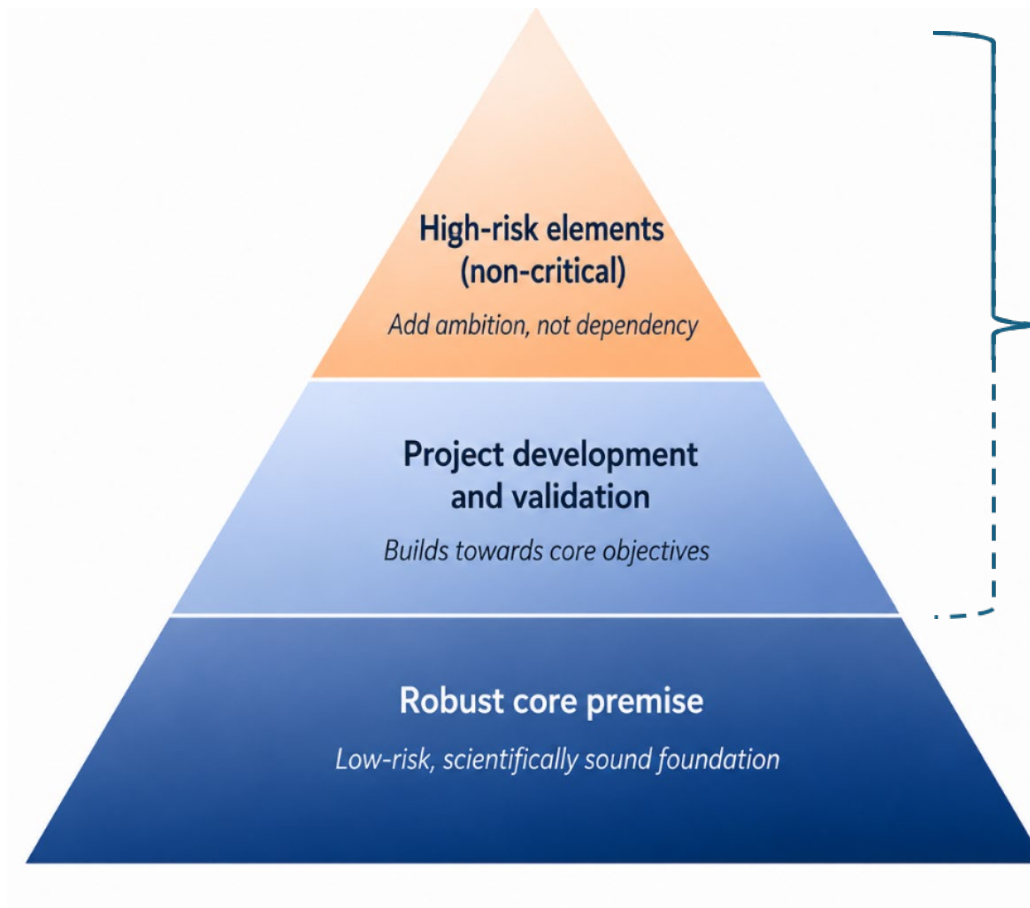 High-risk elements
(non-critical)
Add ambition, not dependency
Project development
and validation
Builds towards core objectives
Robust core premise
Low-risk, scientifically sound foundation